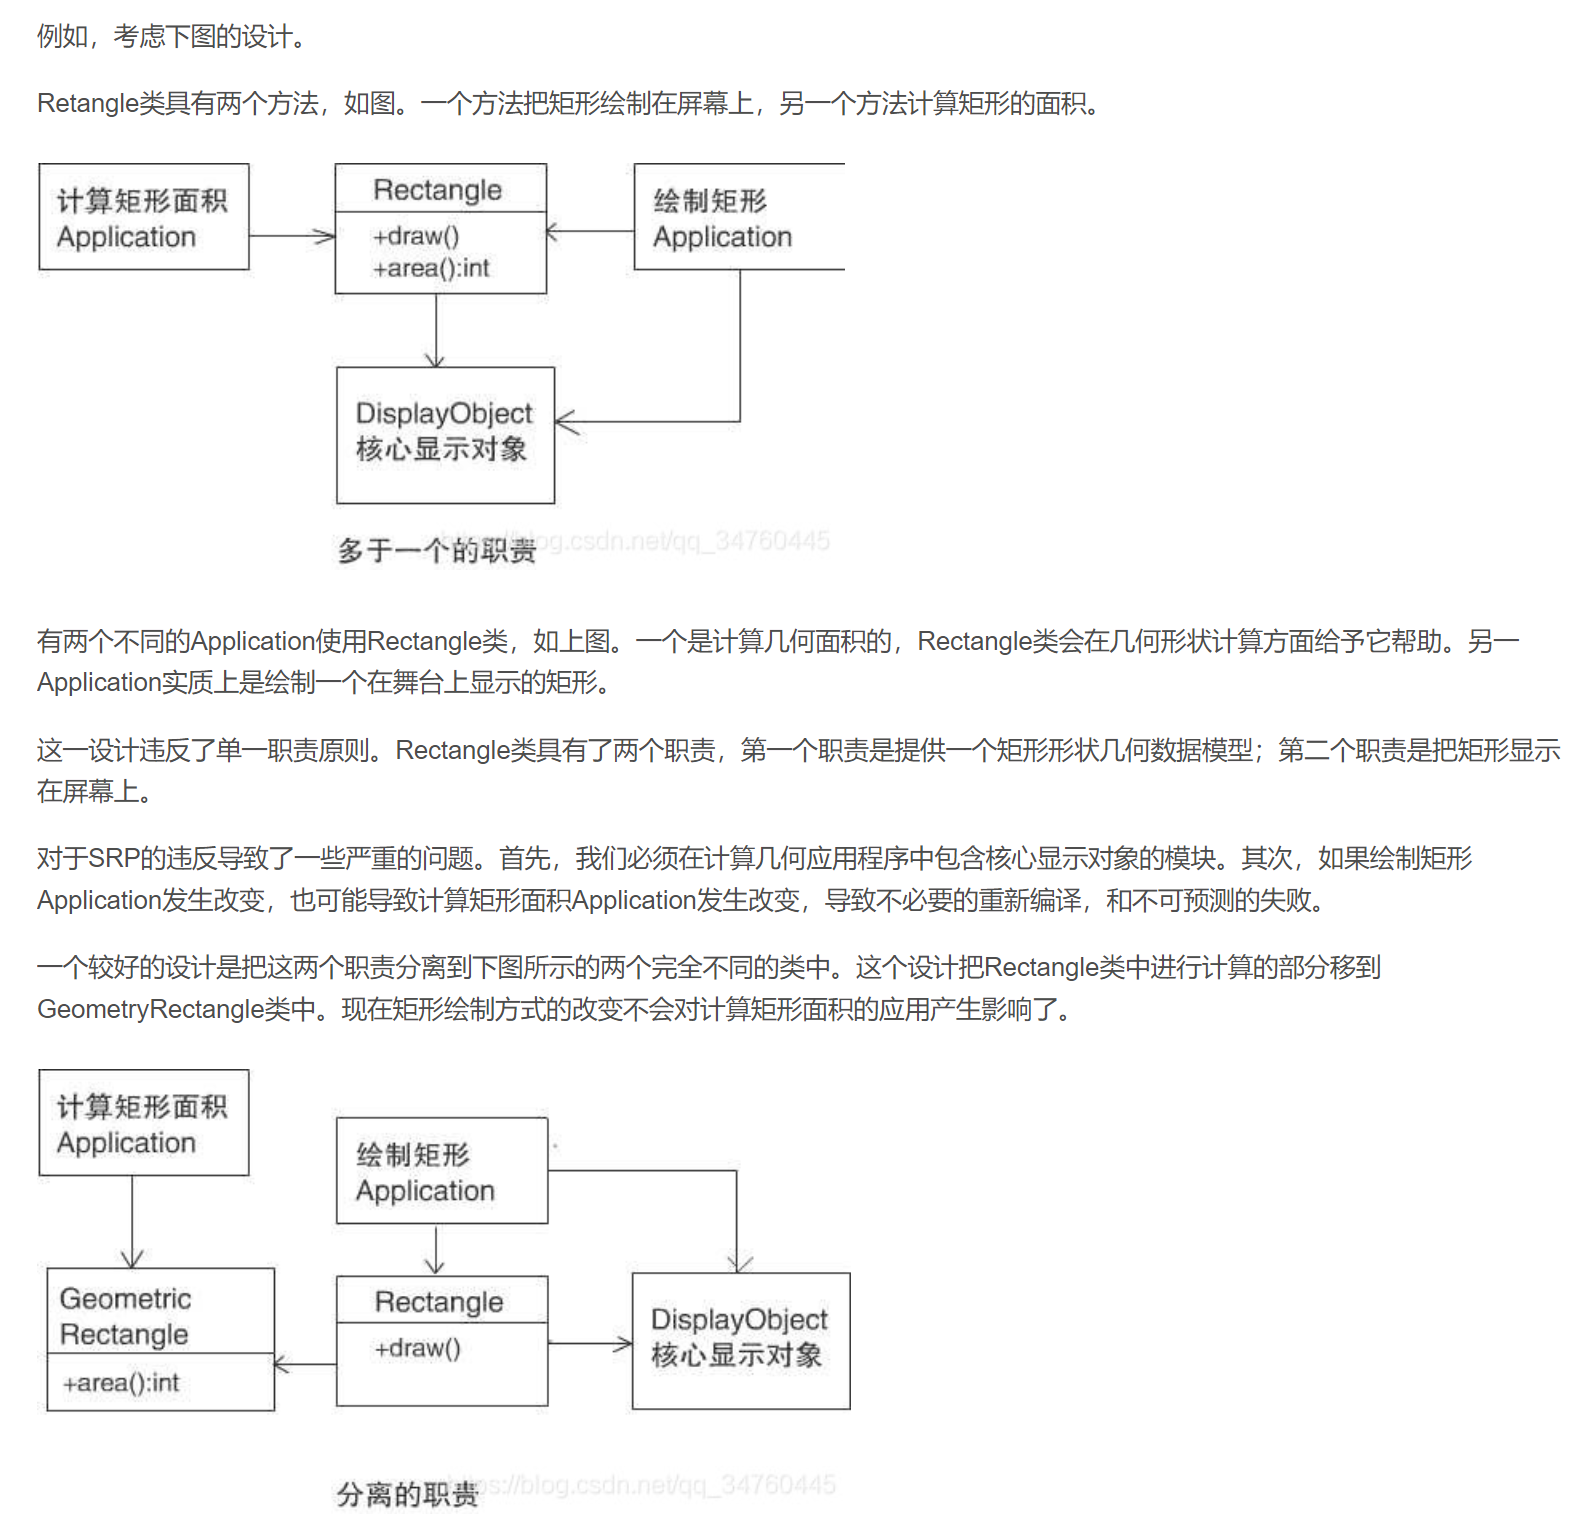 例如，考虑下图的设计。
Retangle类具有两个方法，如图。一个方法把矩形绘制在屏幕上，另一个方法计算矩形的面积。
计算矩形面积
Application
Rectangle
+draw()
+area():int
绘制矩形
Application
DisplayObject
核心显示对象
多于一个的职责
https://blog.csdn.net/qq_34760445
有两个不同的Application使用Rectangle类，如上图。一个是计算几何面积的，Rectangle类会在几何形状计算方面给予它帮助。另一
Application实质上是绘制一个在舞台上显示的矩形。
这一设计违反了单一职责原则。Rectangle类具有了两个职责，第一个职责是提供一个矩形形状几何数据模型；第二个职责是把矩形显示
在屏幕上。
对于SRP的违反导致了一些严重的问题。首先，我们必须在计算几何应用程序中包含核心显示对象的模块。其次，如果绘制矩形
Application发生改变，也可能导致计算矩形面积Application发生改变，导致不必要的重新编译，和不可预测的失败。
一个较好的设计是把这两个职责分离到下图所示的两个完全不同的类中。这个设计把Rectangle类中进行计算的部分移到
GeometryRectangle类中。现在矩形绘制方式的改变不会对计算矩形面积的应用产生影响了。
计算矩形面积
Application
绘制矩形
Application
Geometric
Rectangle
+area():int
Rectangle
+draw()
DisplayObject
核心显示对象
分离的职责
https://blog.csdn.net/qq_34760445